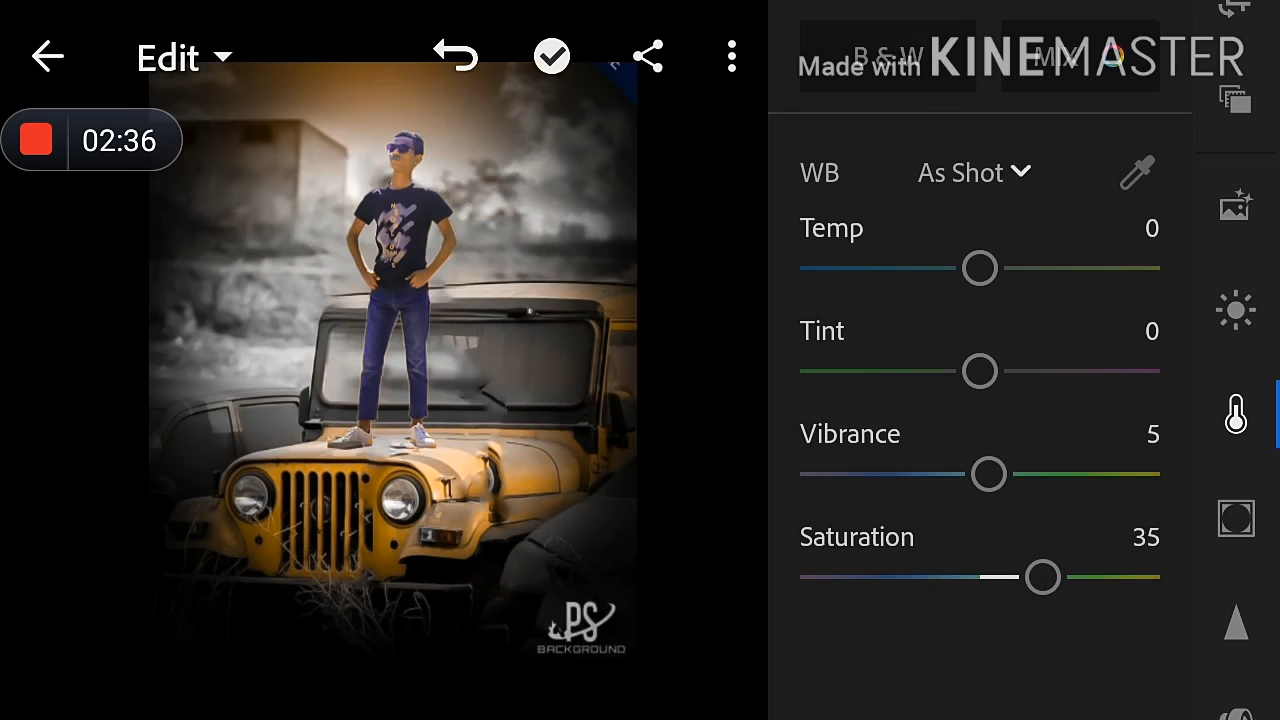 Edit
B & W
MIX
Made with KINEMASTER
02:36
WB
As Shot
Temp
0
Tint
0
Vibrance
5
Saturation
35
PS
BACKGROUND